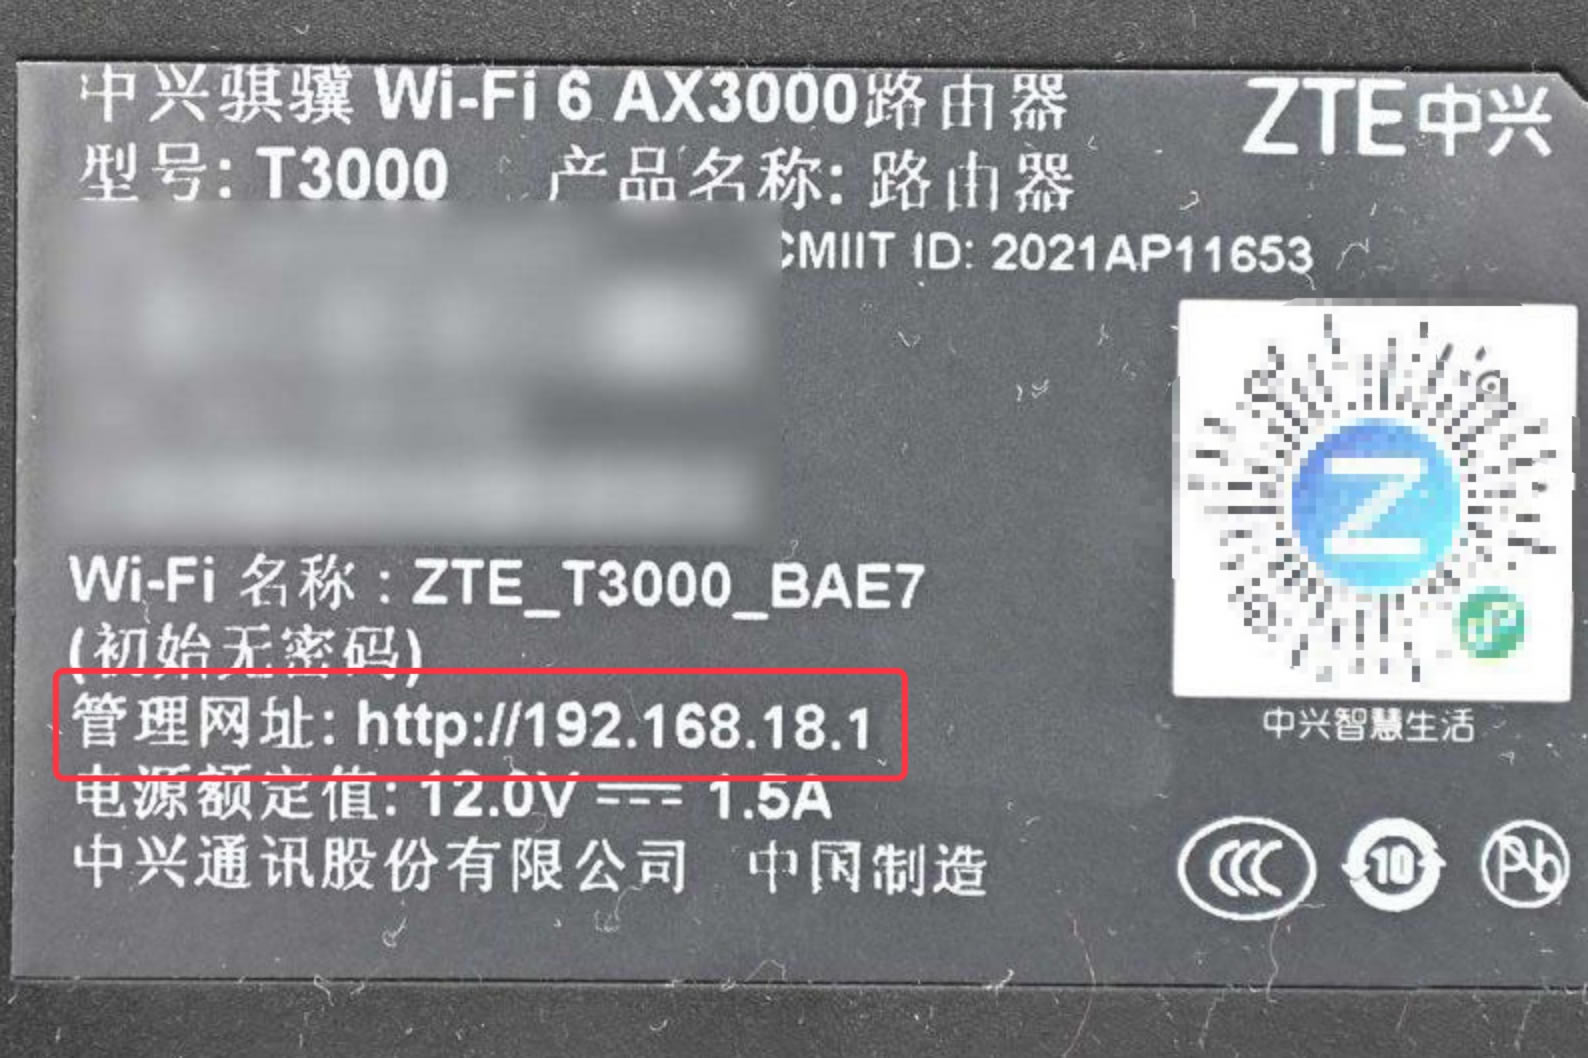 中兴骐骥 Wi-Fi 6 AX3000路由器
ZTE中兴
型号: T3000 产品名称: 路由器
CMIIT ID: 2021AP11653
Wi-Fi 名称：ZTE_T3000_BAE7
(初始无密码)
管理网址: http://192.168.18.1
电源额定值: 12.0V ⎓ 1.5A
中兴通讯股份有限公司 中国制造
Z
中兴智慧生活
CCC
10
Pb